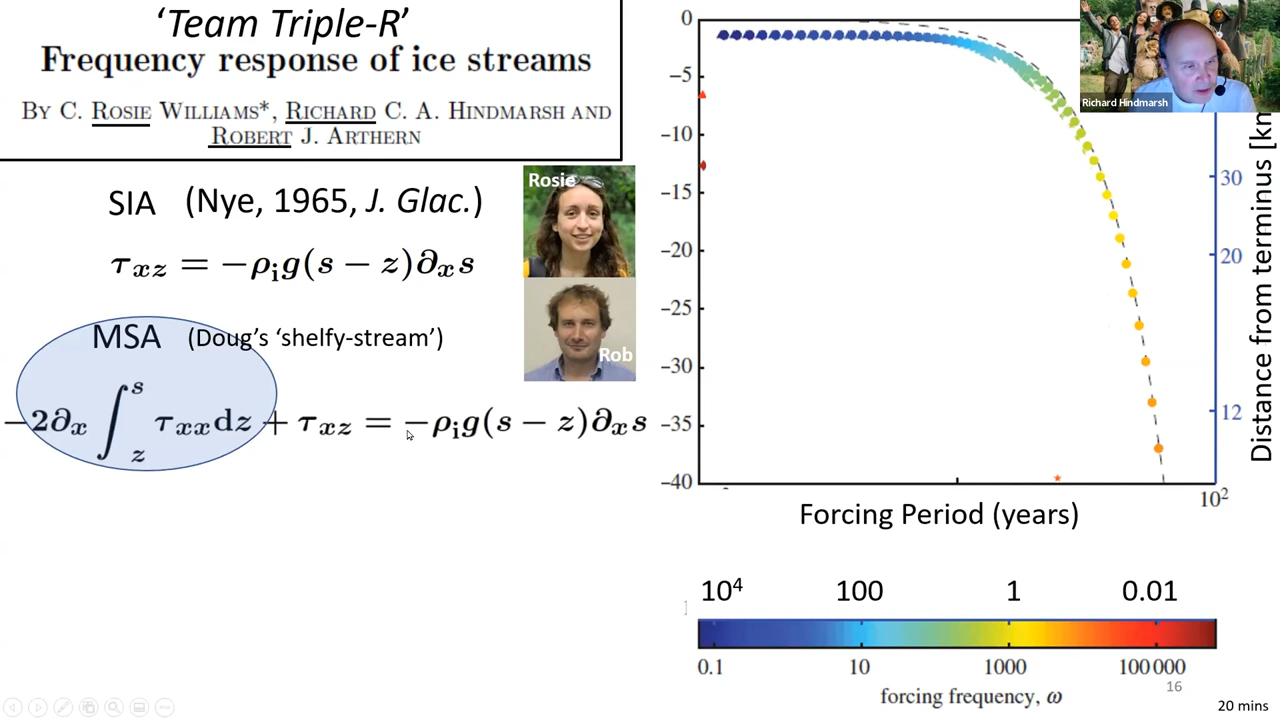 ‘Team Triple-R’
Frequency response of ice streams
BY C. ROSIE WILLIAMS*, RICHARD C. A. HINDMARSH AND
ROBERT J. ARTHERN
SIA (Nye, 1965, J. Glac.)
τxz = −ρig(s − z)∂xs
MSA (Doug’s ‘shelfy-stream’)
−2∂x ∫zs τxxdz + τxz = −ρig(s − z)∂xs
Rosie
Rob
0
−5
−10
−15
−20
−25
−30
−35
−40
10²
Forcing Period (years)
30
20
12
Distance from terminus [km
Richard Hindmarsh
10⁴ 100 1 0.01
0.1 10 1000 100 000
forcing frequency, ω
16
20 mins